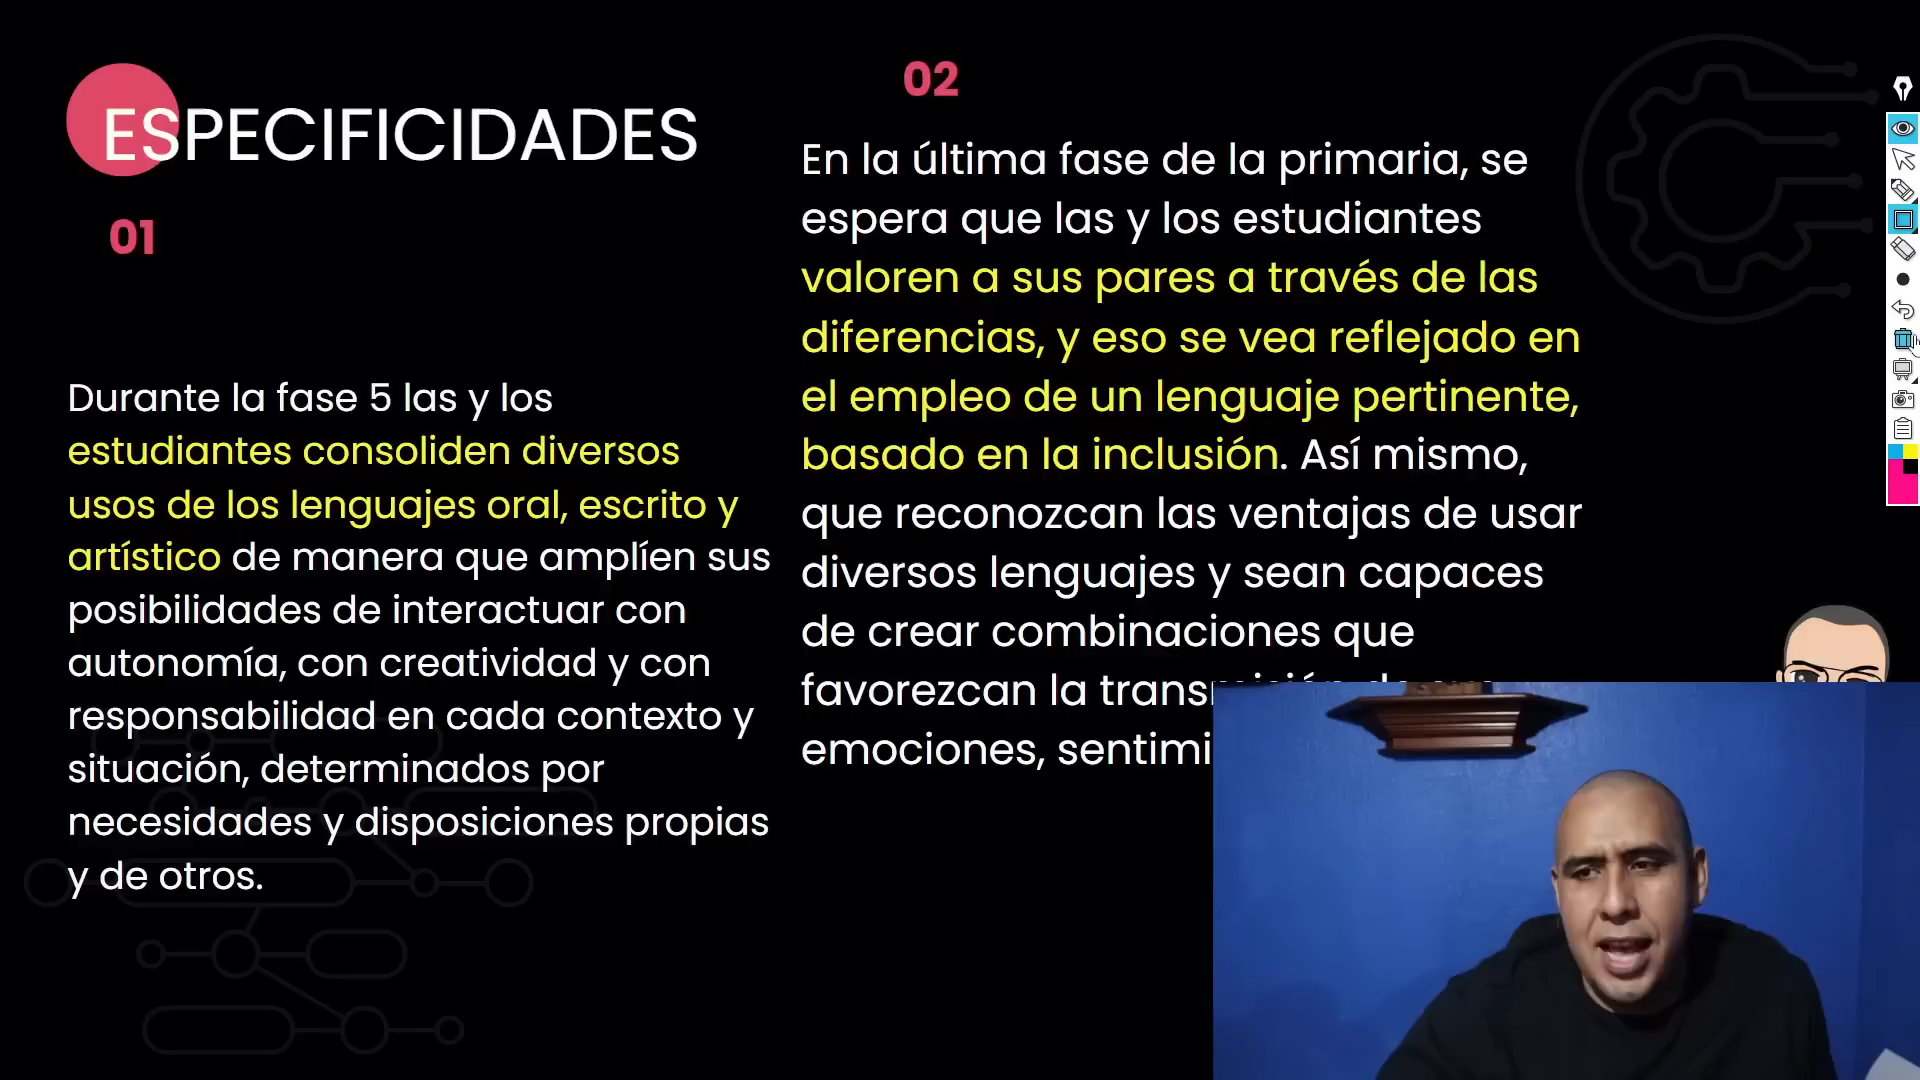 ESPECIFICIDADES
01
Durante la fase 5 las y los
estudiantes consoliden diversos
usos de los lenguajes oral, escrito y
artístico de manera que amplíen sus
posibilidades de interactuar con
autonomía, con creatividad y con
responsabilidad en cada contexto y
situación, determinados por
necesidades y disposiciones propias
y de otros.
02
En la última fase de la primaria, se
espera que las y los estudiantes
valoren a sus pares a través de las
diferencias, y eso se vea reflejado en
el empleo de un lenguaje pertinente,
basado en la inclusión. Así mismo,
que reconozcan las ventajas de usar
diversos lenguajes y sean capaces
de crear combinaciones que
favorezcan la
emociones,